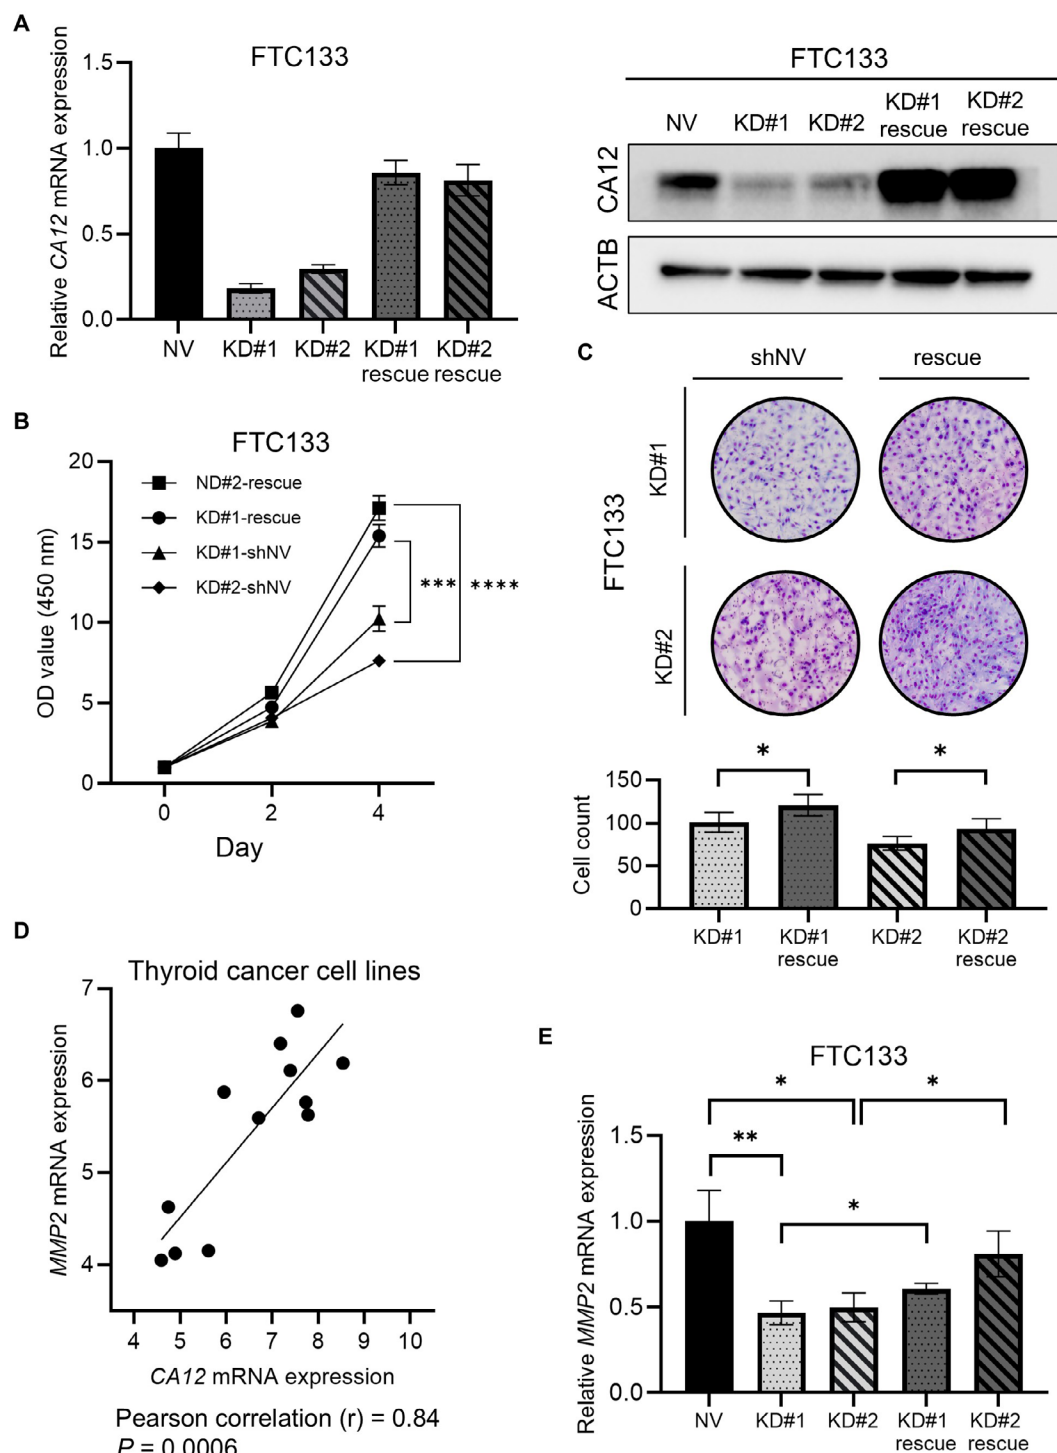 A
FTC133
Relative CA12 mRNA expression
1.5
1.0
0.5
0.0
NV
KD#1
KD#2
KD#1
rescue
KD#2
rescue
FTC133
NV
KD#1
KD#2
KD#1
rescue
KD#2
rescue
CA12
ACTB
B
FTC133
OD value (450 nm)
20
15
10
5
0
ND#2-rescue
KD#1-rescue
KD#1-shNV
KD#2-shNV
***
****
0
2
4
Day
C
shNV
rescue
FTC133
KD#1
KD#2
Cell count
150
100
50
0
*
*
KD#1
KD#1
rescue
KD#2
KD#2
rescue
D
Thyroid cancer cell lines
MMP2 mRNA expression
7
6
5
4
4 5 6 7 8 9 10
CA12 mRNA expression
Pearson correlation (r) = 0.84
P = 0.0006
E
FTC133
Relative MMP2 mRNA expression
1.5
1.0
0.5
0.0
*
*
**
*
NV
KD#1
KD#2
KD#1
rescue
KD#2
rescue